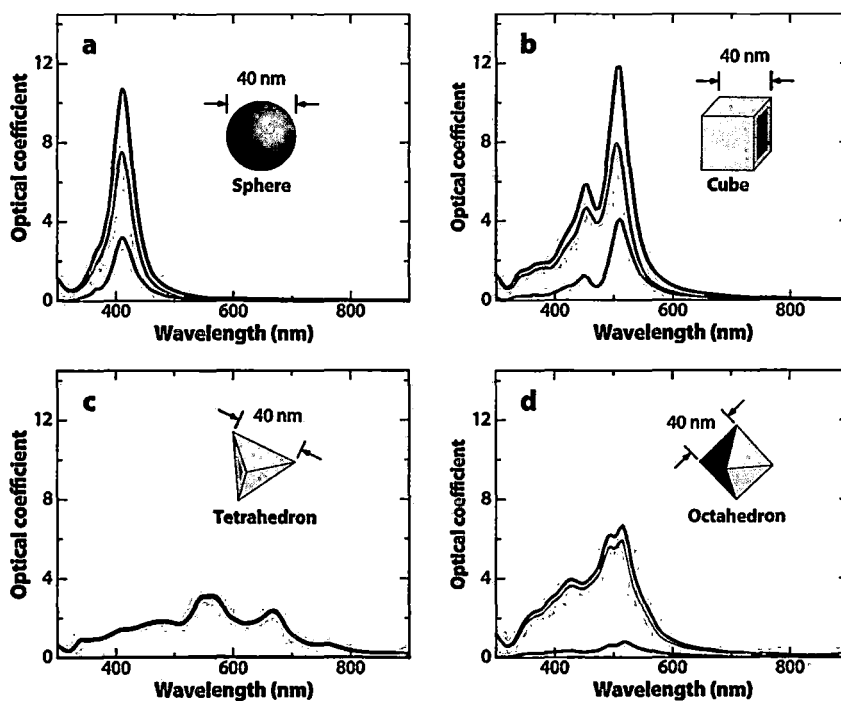 a
40 nm
Sphere
Optical coefficient
12
8
4
0
400 600 800
Wavelength (nm)
b
40 nm
Cube
Optical coefficient
12
8
4
0
400 600 800
Wavelength (nm)
c
40 nm
Tetrahedron
Optical coefficient
12
8
4
0
400 600 800
Wavelength (nm)
d
40 nm
Octahedron
Optical coefficient
12
8
4
0
400 600 800
Wavelength (nm)